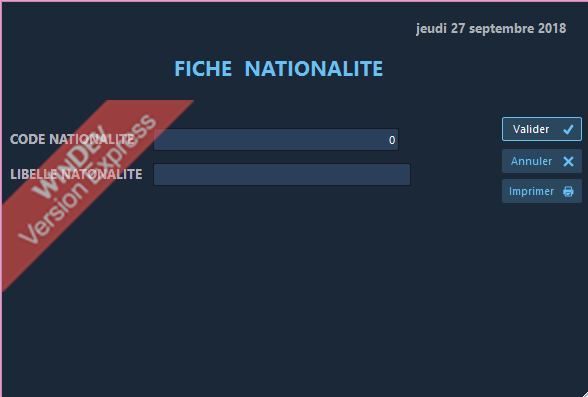 jeudi 27 septembre 2018
FICHE NATIONALITE
CODE NATIONALITE
0
LIBELLE NATONALITE
WINDEV
Version Express
Valider
Annuler
Imprimer